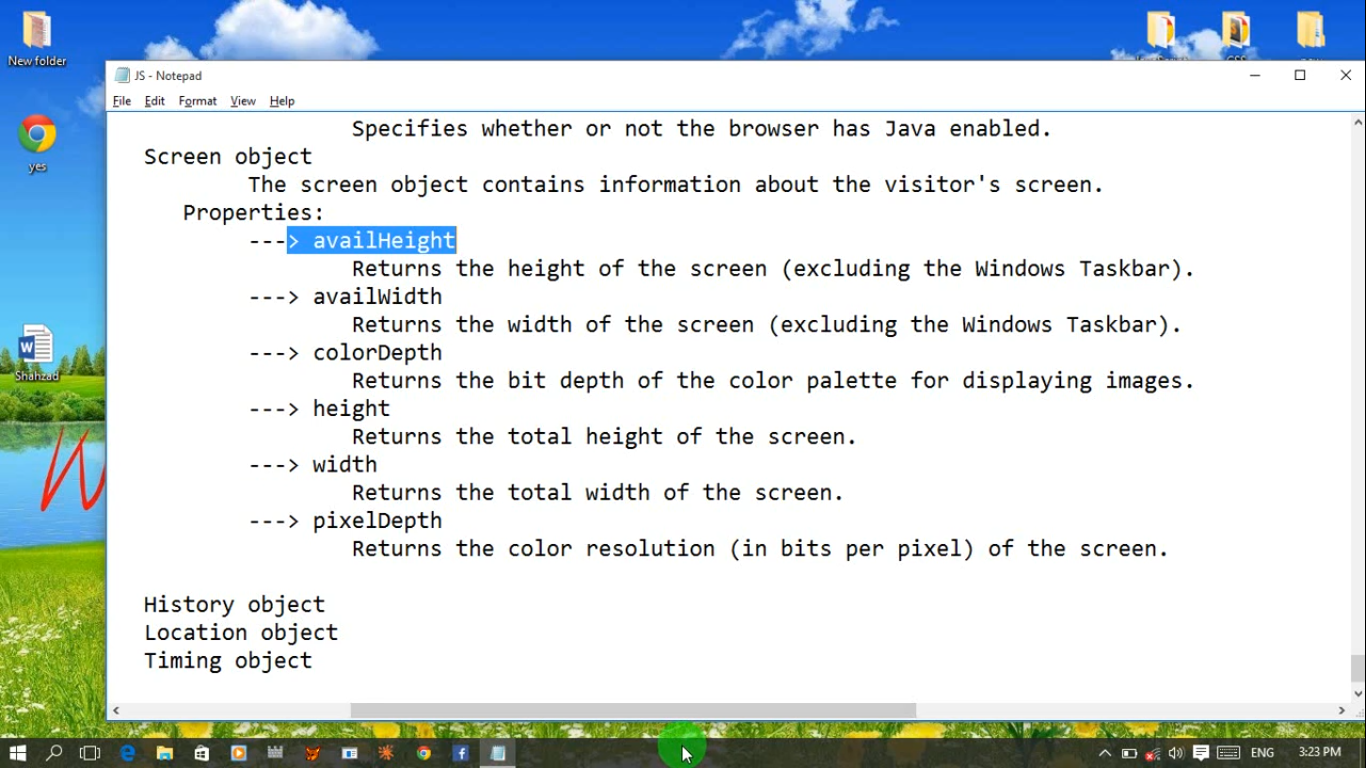 New folder
yes
Shahzad
JS - Notepad
File Edit Format View Help
Specifies whether or not the browser has Java enabled.
Screen object
The screen object contains information about the visitor's screen.
Properties:
---> availHeight
Returns the height of the screen (excluding the Windows Taskbar).
---> availWidth
Returns the width of the screen (excluding the Windows Taskbar).
---> colorDepth
Returns the bit depth of the color palette for displaying images.
---> height
Returns the total height of the screen.
---> width
Returns the total width of the screen.
---> pixelDepth
Returns the color resolution (in bits per pixel) of the screen.
History object
Location object
Timing object
ENG
3:23 PM